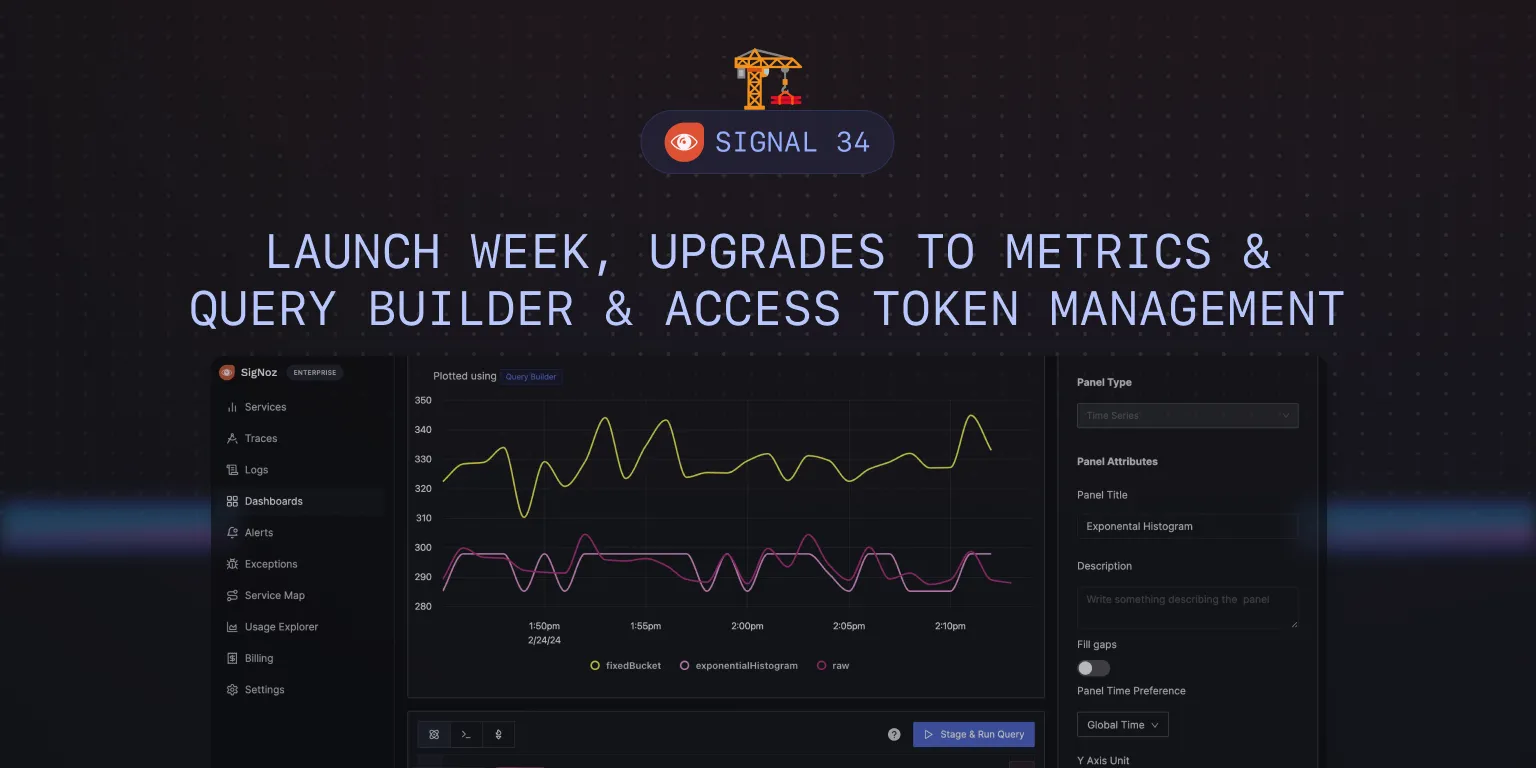 SIGNAL 34
LAUNCH WEEK, UPGRADES TO METRICS &
QUERY BUILDER & ACCESS TOKEN MANAGEMENT
SigNoz ENTERPRISE
Services
Traces
Logs
Dashboards
Alerts
Exceptions
Service Map
Usage Explorer
Billing
Settings
Plotted using Query Builder
350
340
330
320
310
300
290
280
1:50pm 1:55pm 2:00pm 2:05pm 2:10pm
2/24/24
fixedBucket exponentialHistogram raw
Stage & Run Query
Panel Type
Time Series
Panel Attributes
Panel Title
Exponental Histogram
Description
Write something describing the panel
Fill gaps
Panel Time Preference
Global Time
Y Axis Unit